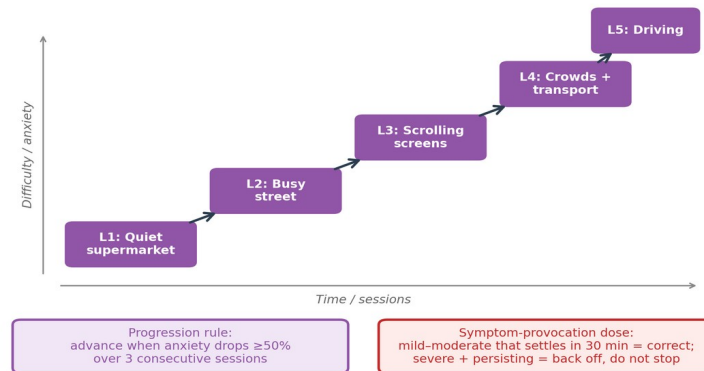 L5: Driving
L4: Crowds +
transport
L3: Scrolling
screens
L2: Busy
street
L1: Quiet
supermarket
Difficulty / anxiety
Time / sessions
Progression rule:
advance when anxiety drops ≥50%
over 3 consecutive sessions
Symptom-provocation dose:
mild–moderate that settles in 30 min = correct;
severe + persisting = back off, do not stop